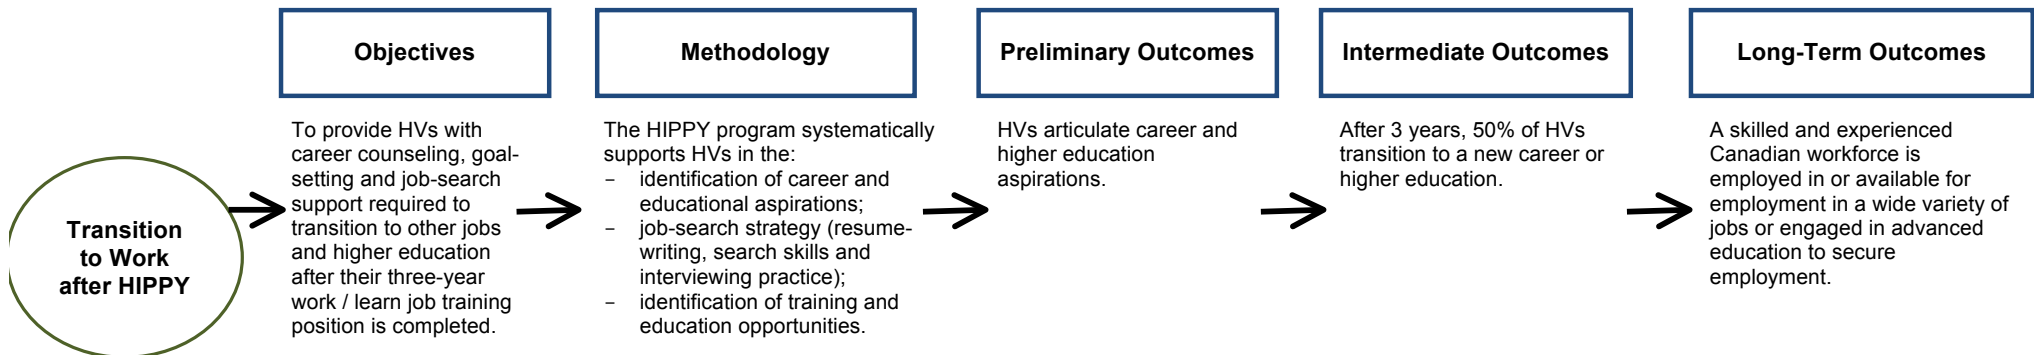 Transition
to Work
after HIPPY
Objectives
To provide HVs with
career counseling, goal-
setting and job-search
support required to
transition to other jobs
and higher education
after their three-year
work / learn job training
position is completed.
Methodology
The HIPPY program systematically
supports HVs in the:
– identification of career and
educational aspirations;
– job-search strategy (resume-
writing, search skills and
interviewing practice);
– identification of training and
education opportunities.
Preliminary Outcomes
HVs articulate career and
higher education
aspirations.
Intermediate Outcomes
After 3 years, 50% of HVs
transition to a new career or
higher education.
Long-Term Outcomes
A skilled and experienced
Canadian workforce is
employed in or available for
employment in a wide variety of
jobs or engaged in advanced
education to secure
employment.